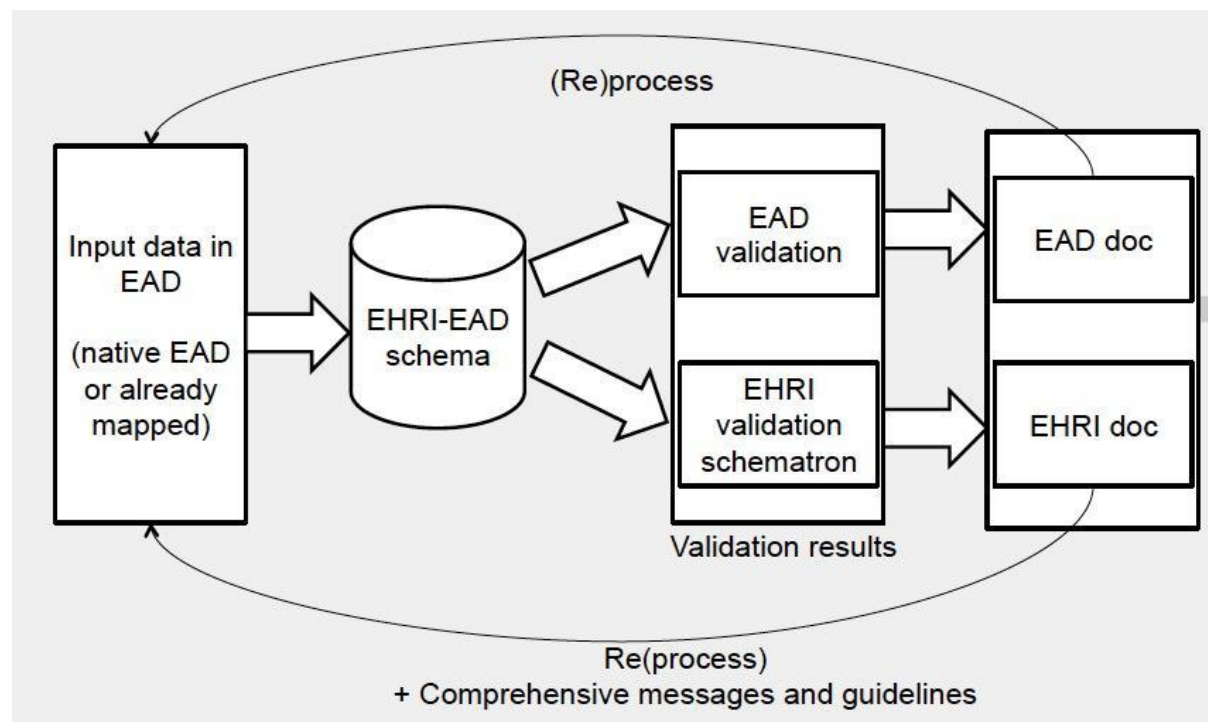 (Re)process
Input data in
EAD
(native EAD
or already
mapped)
EHRI-EAD
schema
EAD
validation
EHRI
validation
schematron
Validation results
EAD doc
EHRI doc
Re(process)
+ Comprehensive messages and guidelines